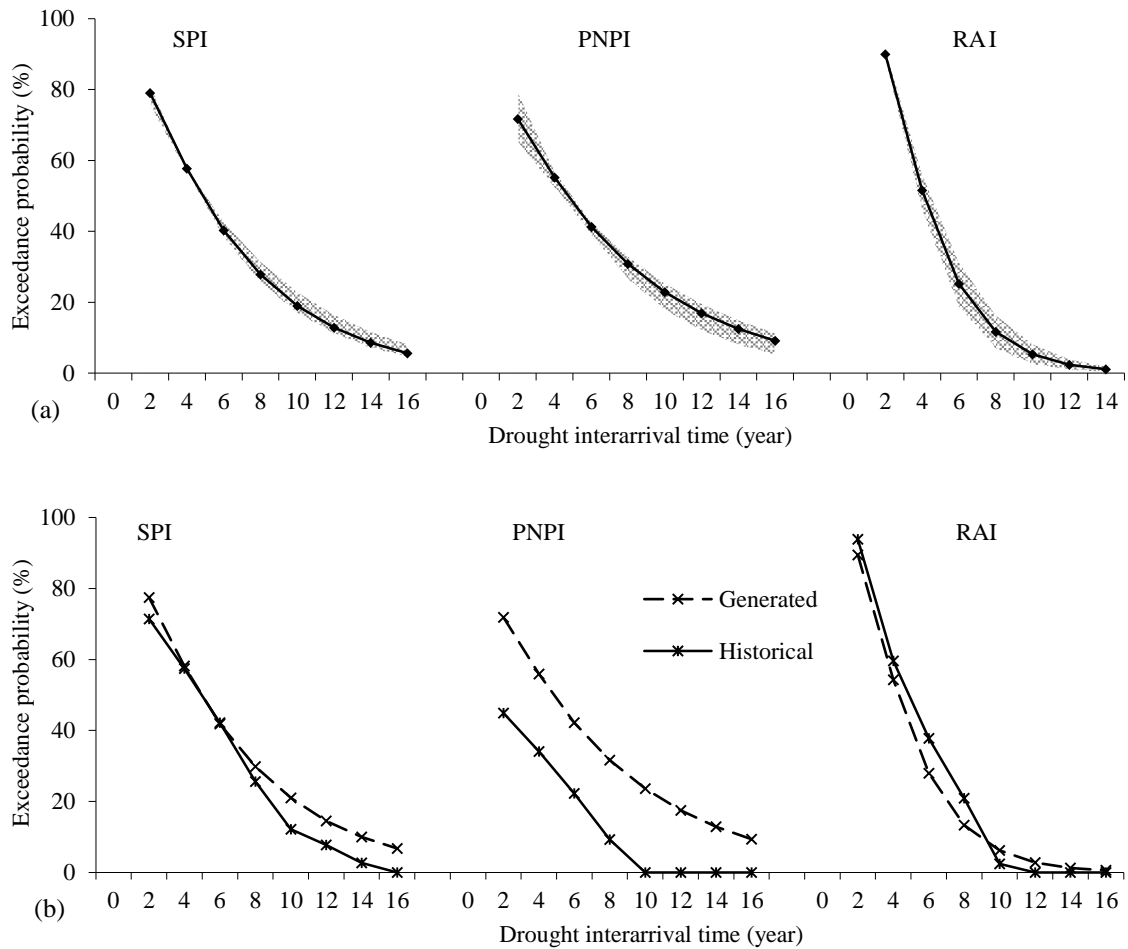 SPI PNPI RAI
Exceedance probability (%)
100
80
60
40
20
0
0 2 4 6 8 10 12 14 16 0 2 4 6 8 10 12 14 16 0 2 4 6 8 10 12 14
(a)
Drought interarrival time (year)
SPI PNPI RAI
Exceedance probability (%)
100
80
60
40
20
0
Generated
Historical
0 2 4 6 8 10 12 14 16 0 2 4 6 8 10 12 14 16 0 2 4 6 8 10 12 14 16
(b)
Drought interarrival time (year)